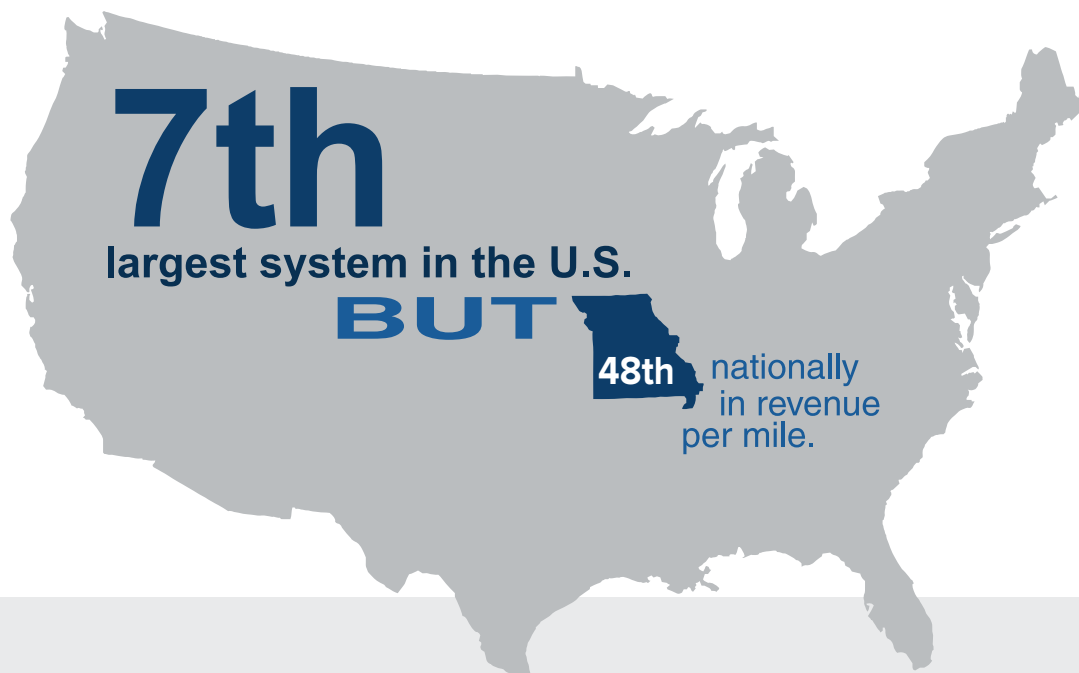 7th
largest system in the U.S.
BUT
48th
nationally
in revenue
per mile.